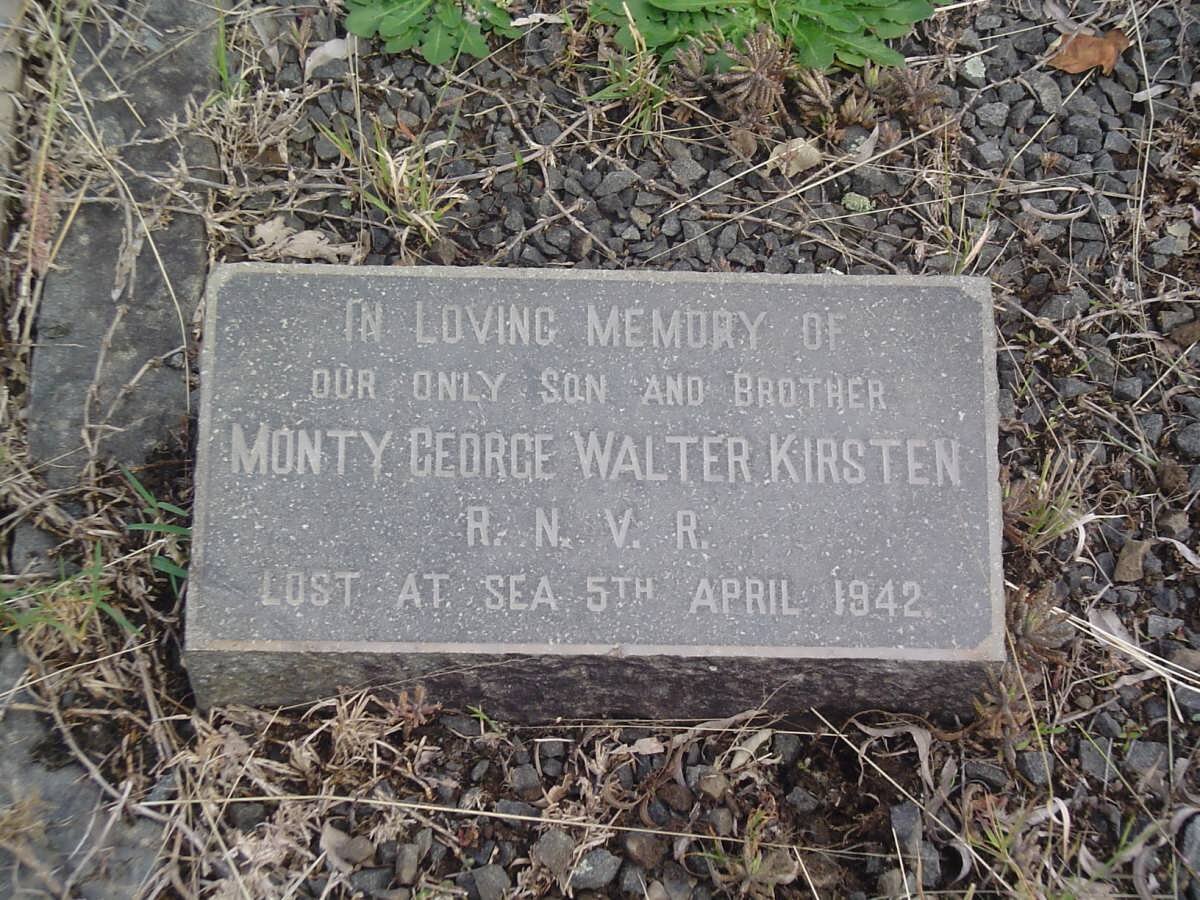 In Loving Memory of
our only Son and Brother
Monty George Walter Kirsten
R. N. V. R.
Lost at sea 5th April 1942.